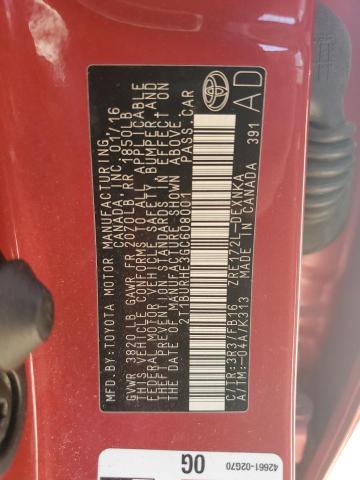 MFD. BY: TOYOTA MOTOR MANUFACTURING
CANADA, INC. 01/16
GVWR 3820 LB GAWR FR 2070 LB RR 1850 LB
THIS VEHICLE CONFORMS TO ALL APPLICABLE
FEDERAL MOTOR VEHICLE SAFETY, BUMPER, AND
THEFT PREVENTION STANDARDS IN EFFECT ON
THE DATE OF MANUFACTURE SHOWN ABOVE.
2T1BURHE3GC PASS. CAR
C/TR: 3R3/FB16 ZRE172L-DEXNKA
A/TM: -04A/K313 MADE IN CANADA 391
AD
42661-02G70
0G